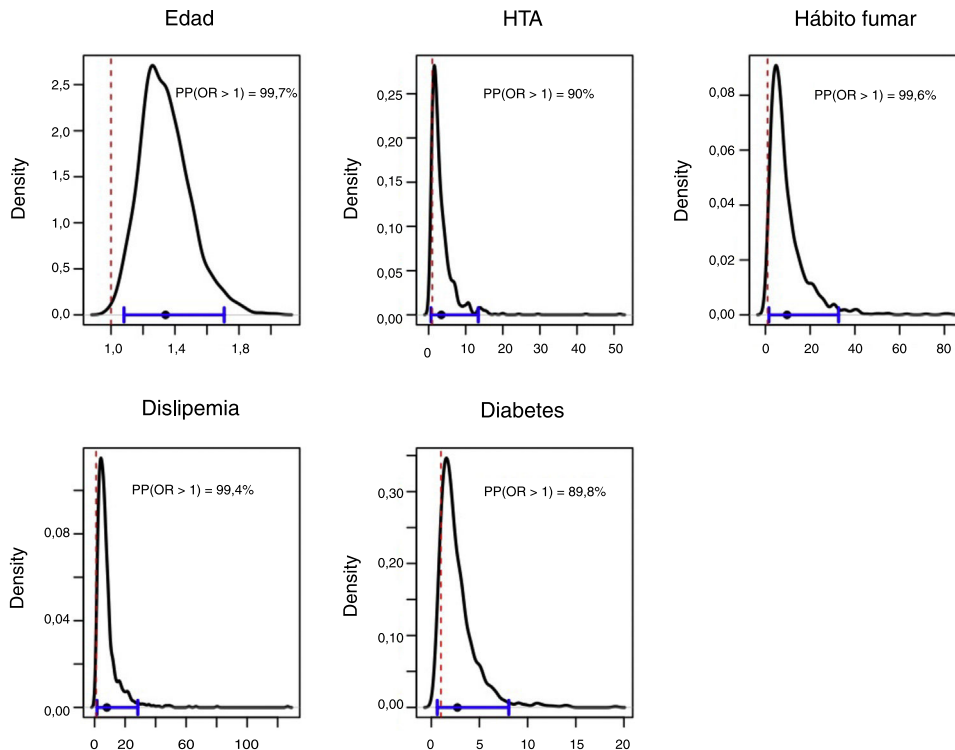 Edad
HTA
Hábito fumar
PP(OR > 1) = 99,7%
PP(OR > 1) = 90%
PP(OR > 1) = 99,6%
Density
2,5
2,0
1,5
1,0
0,5
0,0
1,0 1,4 1,8
Density
0,25
0,20
0,15
0,10
0,05
0,00
0 10 20 30 40 50
Density
0,08
0,06
0,04
0,02
0,00
0 20 40 60 80
Dislipemia
Diabetes
PP(OR > 1) = 99,4%
PP(OR > 1) = 89,8%
Density
0,08
0,04
0,00
0 20 60 100
Density
0,30
0,20
0,10
0,00
0 5 10 15 20